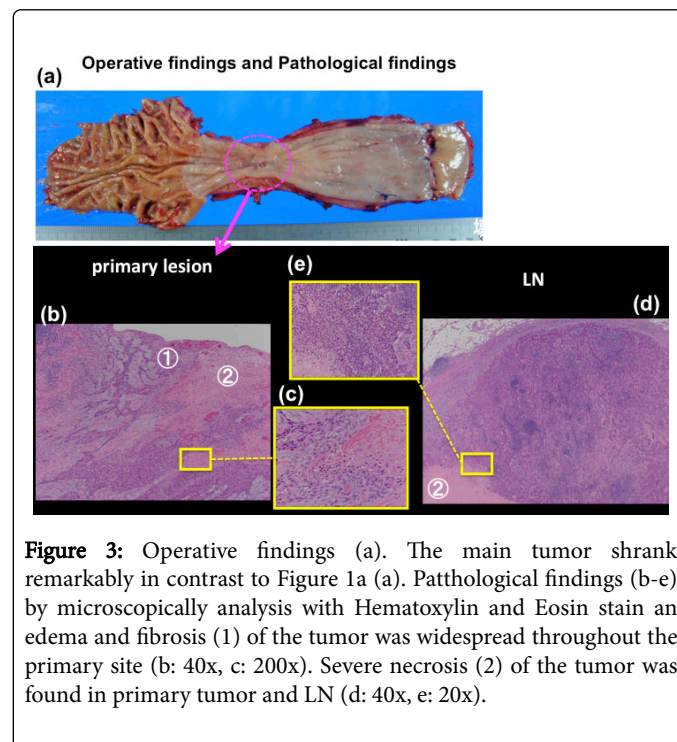 Operative findings and Pathological findings
(a)
primary lesion
(e)
LN
(b)
(d)
①
②
(c)
②
Figure 3: Operative findings (a). The main tumor shrank
remarkably in contrast to Figure 1a (a). Patthological findings (b-e)
by microscopically analysis with Hematoxylin and Eosin stain an
edema and fibrosis (1) of the tumor was widespread throughout the
primary site (b: 40x, c: 200x). Severe necrosis (2) of the tumor was
found in primary tumor and LN (d: 40x, e: 20x).